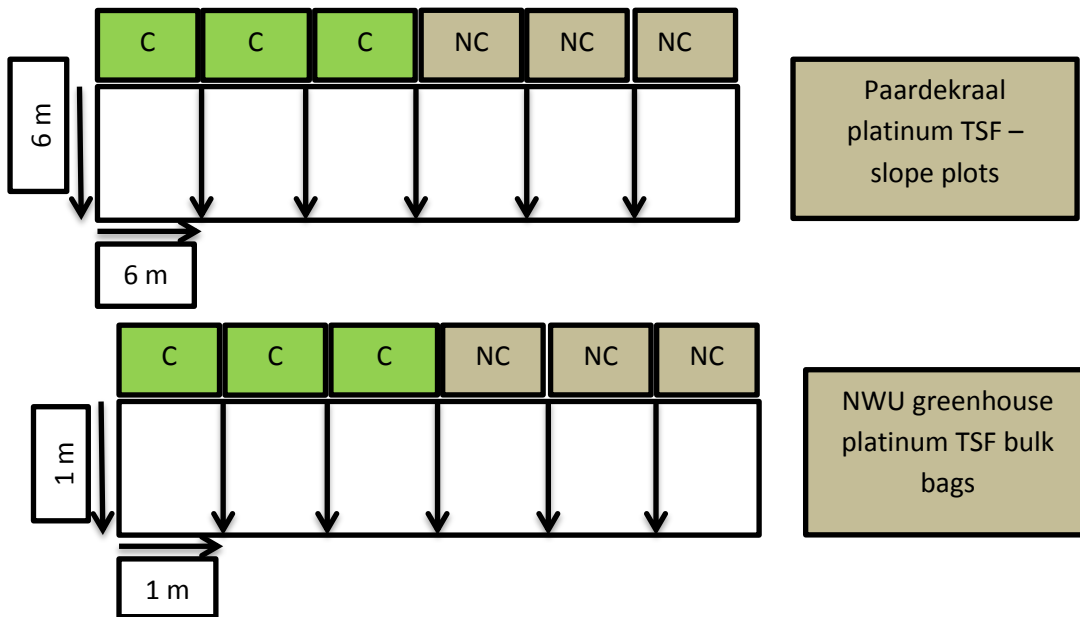 C C C NC NC NC
6 m
Paardekraal
platinum TSF –
slope plots
6 m
C C C NC NC NC
1 m
NWU greenhouse
platinum TSF bulk
bags
1 m